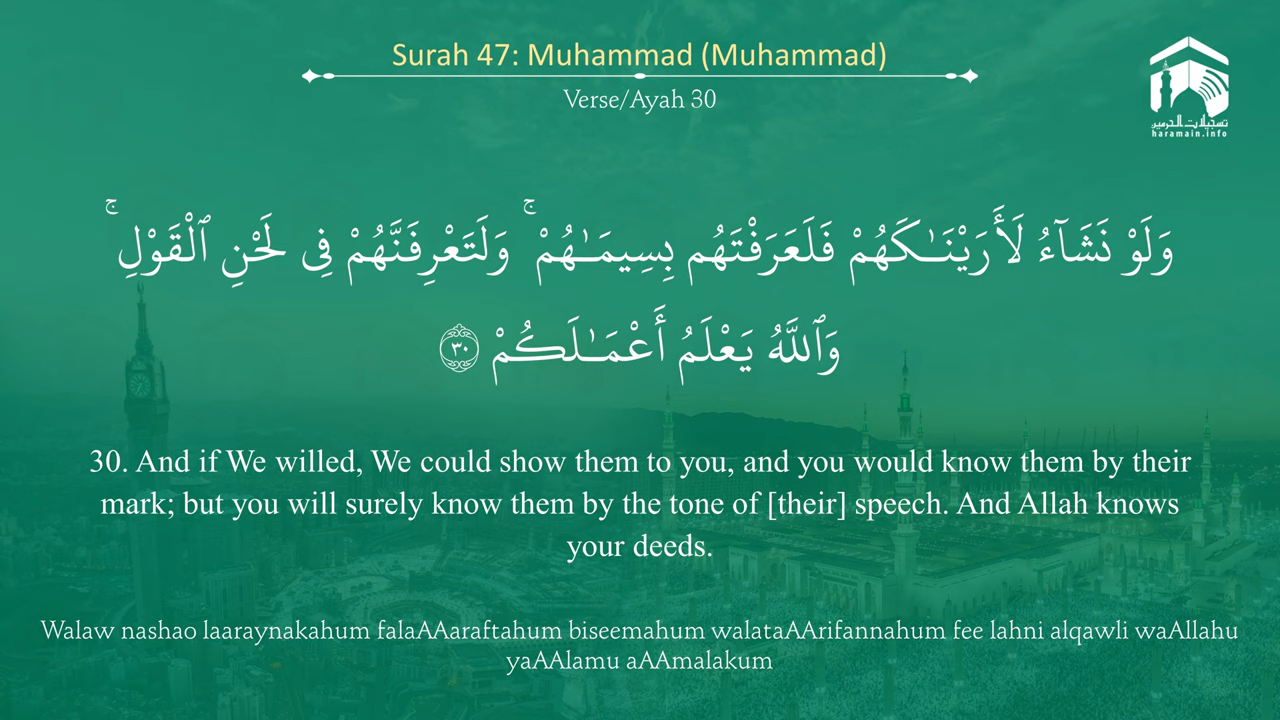 Surah 47: Muhammad (Muhammad)
Verse/Ayah 30
تسجيلات الحرمين
haramain.info
وَلَوْ نَشَآءُ لَأَرَيْنَـٰكَهُمْ فَلَعَرَفْتَهُم بِسِيمَـٰهُمْ ۚ وَلَتَعْرِفَنَّهُمْ فِى لَحْنِ ٱلْقَوْلِ ۚ
وَٱللَّهُ يَعْلَمُ أَعْمَـٰلَكُمْ ٣٠
30. And if We willed, We could show them to you, and you would know them by their
mark; but you will surely know them by the tone of [their] speech. And Allah knows
your deeds.
Walaw nashao laaraynakahum falaAAaraftahum biseemahum walataAArifannahum fee lahni alqawli waAllahu
yaAAlamu aAAmalakum